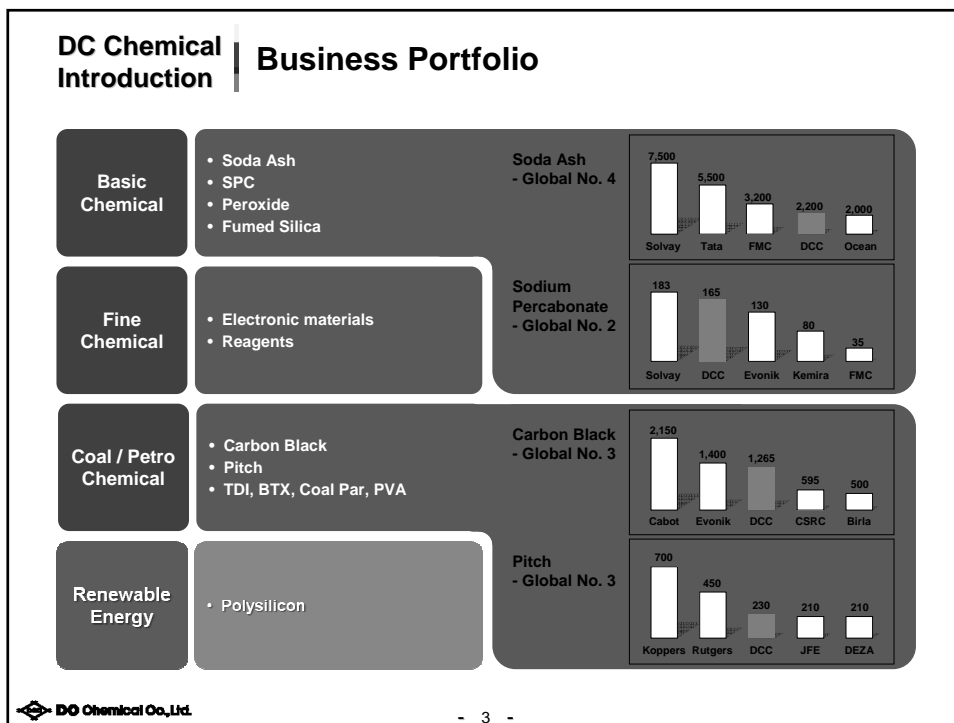 DC Chemical
Introduction
Business Portfolio
Basic
Chemical
• Soda Ash
• SPC
• Peroxide
• Fumed Silica
Soda Ash
- Global No. 4
7,500
5,500
3,200
2,200
2,000
Solvay Tata FMC DCC Ocean
Fine
Chemical
• Electronic materials
• Reagents
Sodium
Percabonate
- Global No. 2
183
165
130
80
35
Solvay DCC Evonik Kemira FMC
Coal / Petro
Chemical
• Carbon Black
• Pitch
• TDI, BTX, Coal Par, PVA
Carbon Black
- Global No. 3
2,150
1,400
1,265
595
500
Cabot Evonik DCC CSRC Birla
Renewable
Energy
• Polysilicon
Pitch
- Global No. 3
700
450
230
210
210
Koppers Rutgers DCC JFE DEZA
DC Chemical Co., Ltd.
- 3 -